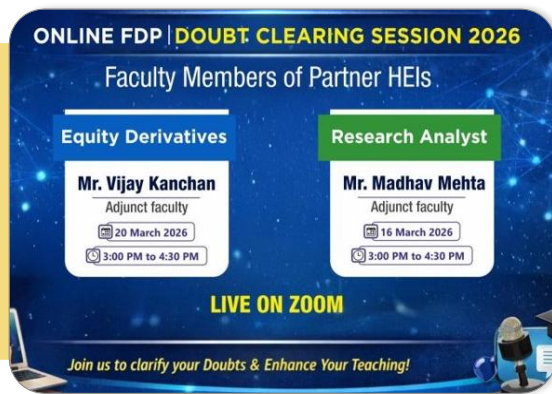 ONLINE FDP | DOUBT CLEARING SESSION 2026
Faculty Members of Partner HEIs
Equity Derivatives
Mr. Vijay Kanchan
Adjunct faculty
20 March 2026
3:00 PM to 4:30 PM
Research Analyst
Mr. Madhav Mehta
Adjunct faculty
16 March 2026
3:00 PM to 4:30 PM
LIVE ON ZOOM
Join us to clarify your Doubts & Enhance Your Teaching!